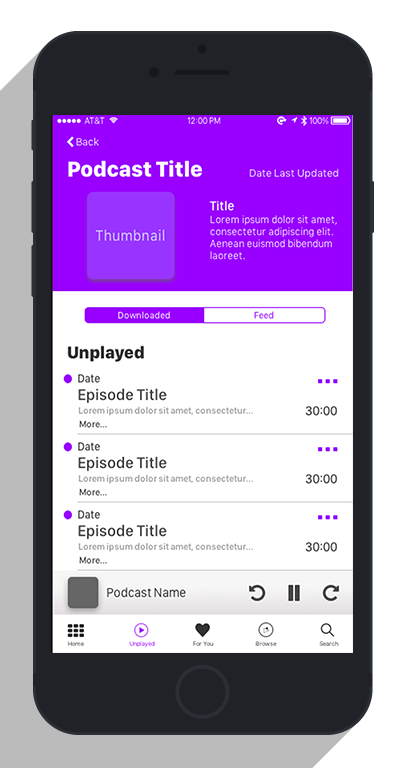 AT&T 12:00 PM 100%
Back
Podcast Title Date Last Updated
Thumbnail
Title
Lorem ipsum dolor sit amet,
consectetur adipiscing elit.
Aenean euismod bibendum
laoreet.
Downloaded Feed
Unplayed
Date
Episode Title
Lorem ipsum dolor sit amet, consectetur...
30:00
More...
Date
Episode Title
Lorem ipsum dolor sit amet, consectetur...
30:00
More...
Date
Episode Title
Lorem ipsum dolor sit amet, consectetur...
30:00
More...
Podcast Name
Home Unplayed For You Browse Search